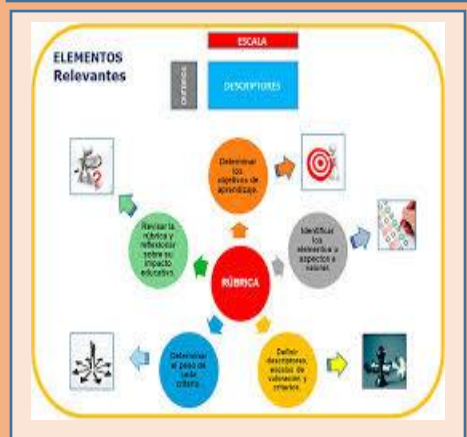 ELEMENTOS
Relevantes
ESCALA
CRITERIOS
DESCRIPTORES
Determinar
los
objetivos de
aprendizaje.
Identificar
los
elementos o
aspectos a
valorar.
Definir
descriptores,
escalas de
valoración y
criterios.
Determinar
el peso de
cada
criterio.
Revisar la
rúbrica y
reflexionar
sobre su
impacto
educativo.
RÚBRICA